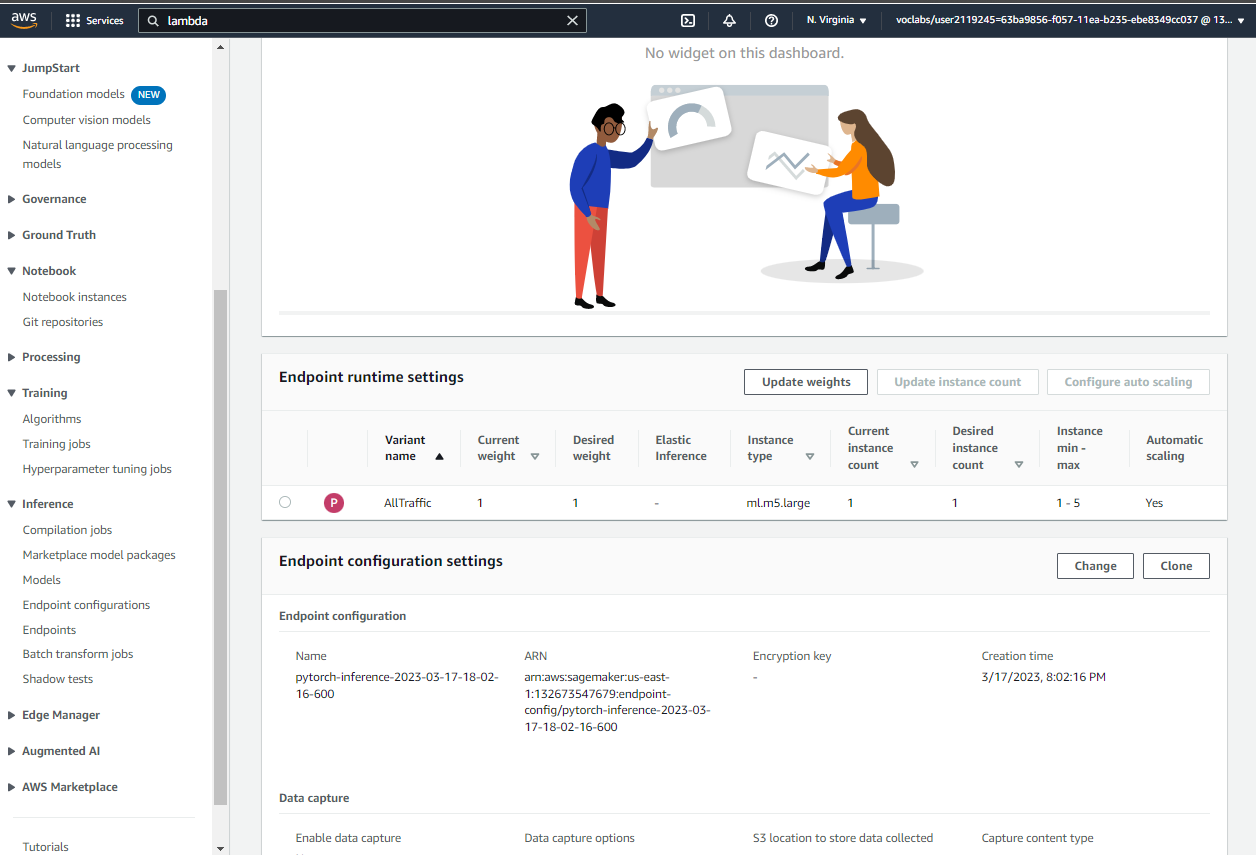 aws
Services
lambda
N. Virginia
voclabs/user2119245=63ba9856-f057-11ea-b235-ebe8349cc037 @ 13...
JumpStart
Foundation models NEW
Computer vision models
Natural language processing
models
Governance
Ground Truth
Notebook
Notebook instances
Git repositories
Processing
Training
Algorithms
Training jobs
Hyperparameter tuning jobs
Inference
Compilation jobs
Marketplace model packages
Models
Endpoint configurations
Endpoints
Batch transform jobs
Shadow tests
Edge Manager
Augmented AI
AWS Marketplace
Tutorials
No widget on this dashboard.
Endpoint runtime settings
Update weights
Update instance count
Configure auto scaling
Variant
name
Current
weight
Desired
weight
Elastic
Inference
Instance
type
Current
instance
count
Desired
instance
count
Instance
min -
max
Automatic
scaling
P
AllTraffic
1
1
-
ml.m5.large
1
1
1 - 5
Yes
Endpoint configuration settings
Change
Clone
Endpoint configuration
Name
pytorch-inference-2023-03-17-18-02-
16-600
ARN
arn:aws:sagemaker:us-east-
1:132673547679:endpoint-
config/pytorch-inference-2023-03-
17-18-02-16-600
Encryption key
-
Creation time
3/17/2023, 8:02:16 PM
Data capture
Enable data capture
Data capture options
S3 location to store data collected
Capture content type